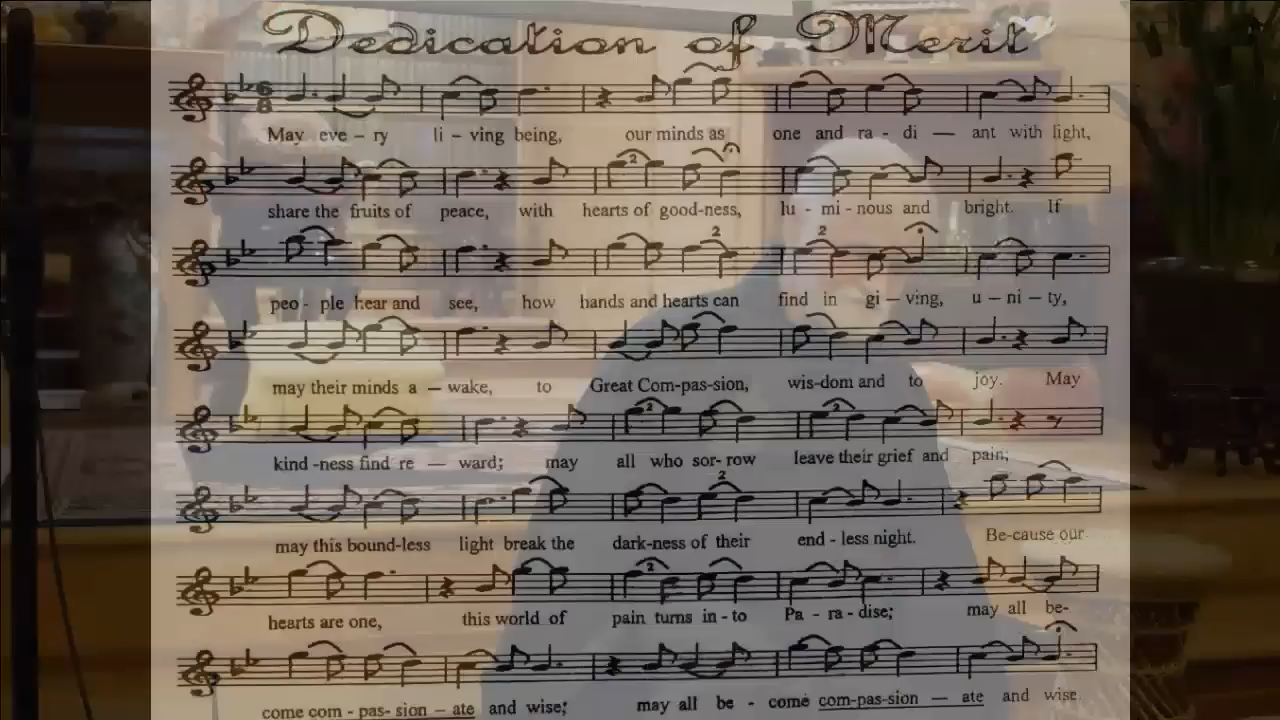 Dedication of Merit
May eve – ry li – ving being, our minds as one and ra - di — ant with light,
share the fruits of peace, with hearts of good-ness, lu - mi - nous and bright. If
peo - ple hear and see, how hands and hearts can find in gi – ving, u – ni – ty,
may their minds a – wake, to Great Com-pas-sion, wis-dom and to joy. May
kind -ness find re — ward; may all who sor- row leave their grief and pain;
may this bound-less light break the dark-ness of their end - less night. Be-cause our
hearts are one, this world of pain turns in - to Pa - ra - dise; may all be-
come com - pas- sion – ate and wise; may all be - come com-pas-sion — ate and wise.